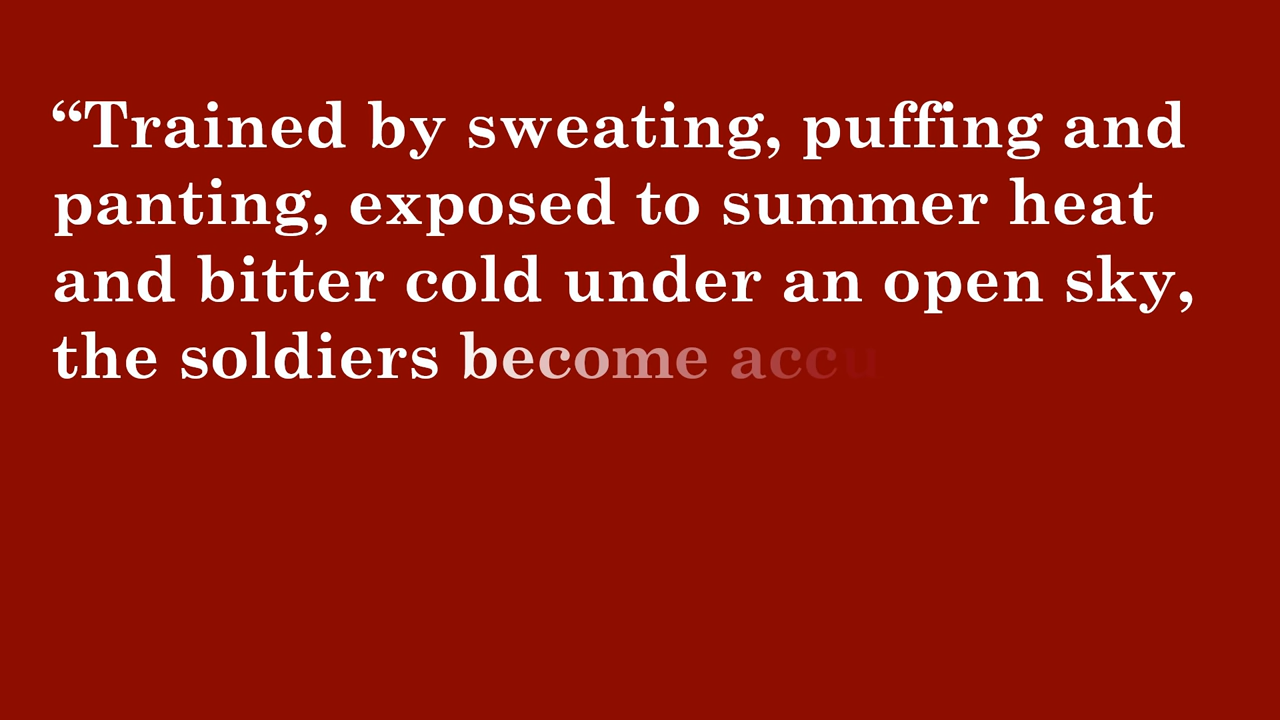 “Trained by sweating, puffing and
panting, exposed to summer heat
and bitter cold under an open sky,
the soldiers become accu